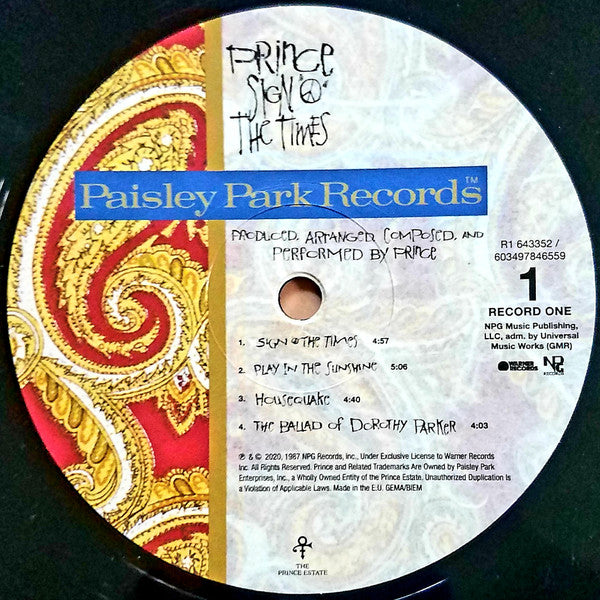 PRINCE
SIGN "☮"
THE TIMES
Paisley Park Records™
PRODUCED, ARRANGED, COMPOSED, AND
PERFORMED BY PRINCE
R1 643352 /
603497846559
1
RECORD ONE
NPG Music Publishing,
LLC, adm. by Universal
Music Works (GMR)
WARNER RECORDS
NPG RECORDS
1. SIGN ☮ THE TIMES 4:57
2. PLAY IN THE SUNSHINE 5:06
3. HOUSEQUAKE 4:40
4. THE BALLAD OF DOROTHY PARKER 4:03
℗ & © 2020, 1987 NPG Records, Inc., Under Exclusive License to Warner Records
Inc. All Rights Reserved. Prince and Related Trademarks Are Owned by Paisley Park
Enterprises, Inc., a Wholly Owned Entity of the Prince Estate, Unauthorized Duplication Is
a Violation of Applicable Laws. Made in the E.U. GEMA/BIEM
THE
PRINCE ESTATE